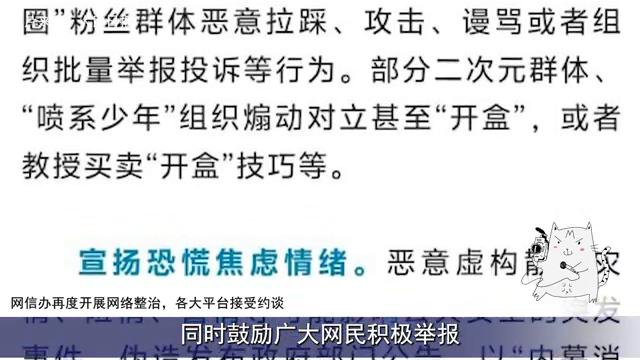 圈”粉丝群体恶意拉踩、攻击、谩骂或者组
织批量举报投诉等行为。部分二次元群体、
“喷系少年”组织煽动对立甚至“开盒”，或者
教授买卖“开盒”技巧等。
宣扬恐慌焦虑情绪。恶意虚构散
网信办再度开展网络整治，各大平台接受约谈
同时鼓励广大网民积极举报